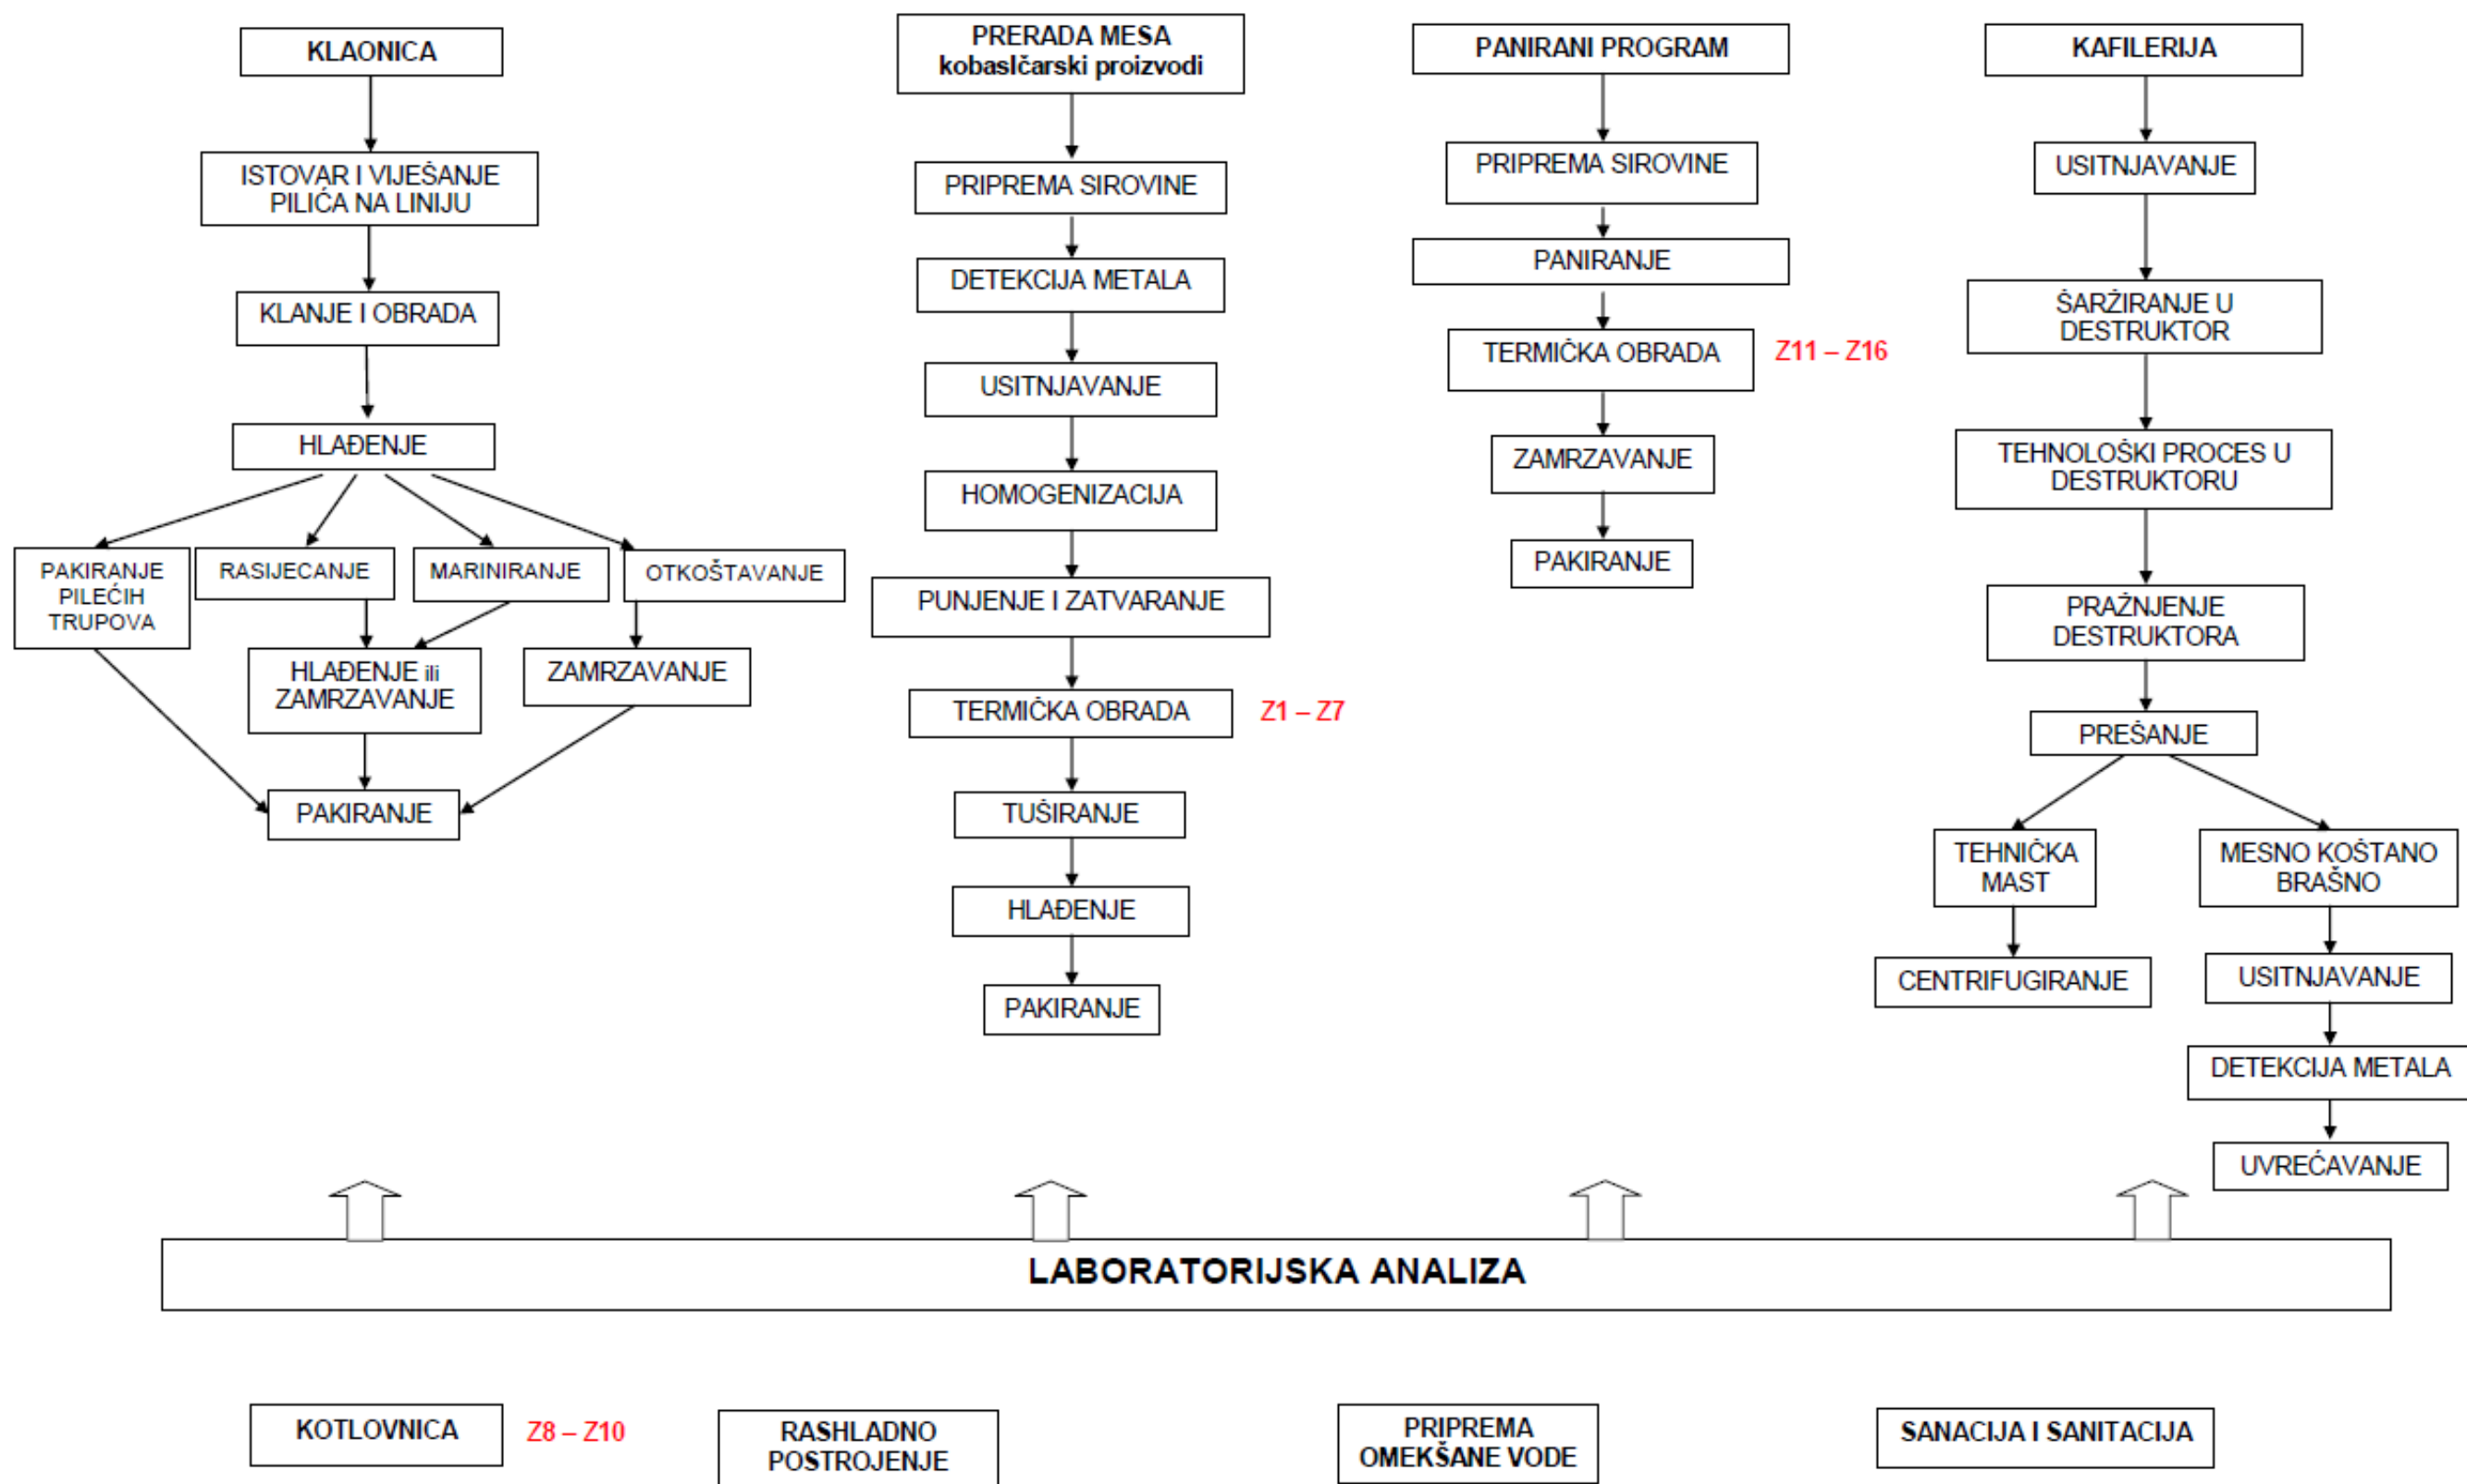 KLAONICA
ISTOVAR I VIJEŠANJE
PILIĆA NA LINIJU
KLANJE I OBRADA
HLAĐENJE
PAKIRANJE
PILEĆIH
TRUPOVA
RASIJECANJE
MARINIRANJE
OTKOŠTAVANJE
HLAĐENJE ili
ZAMRZAVANJE
ZAMRZAVANJE
PAKIRANJE
PRERADA MESA
kobasIčarski proizvodi
PRIPREMA SIROVINE
DETEKCIJA METALA
USITNJAVANJE
HOMOGENIZACIJA
PUNJENJE I ZATVARANJE
TERMIČKA OBRADA
Z1 – Z7
TUŠIRANJE
HLAĐENJE
PAKIRANJE
PANIRANI PROGRAM
PRIPREMA SIROVINE
PANIRANJE
TERMIČKA OBRADA
Z11 – Z16
ZAMRZAVANJE
PAKIRANJE
KAFILERIJA
USITNJAVANJE
ŠARŽIRANJE U
DESTRUKTOR
TEHNOLOŠKI PROCES U
DESTRUKTORU
PRAŽNJENJE
DESTRUKTORA
PREŠANJE
TEHNIČKA
MAST
CENTRIFUGIRANJE
MESNO KOŠTANO
BRAŠNO
USITNJAVANJE
DETEKCIJA METALA
UVREĆAVANJE
LABORATORIJSKA ANALIZA
KOTLOVNICA
Z8 – Z10
RASHLADNO
POSTROJENJE
PRIPREMA
OMEKŠANE VODE
SANACIJA I SANITACIJA